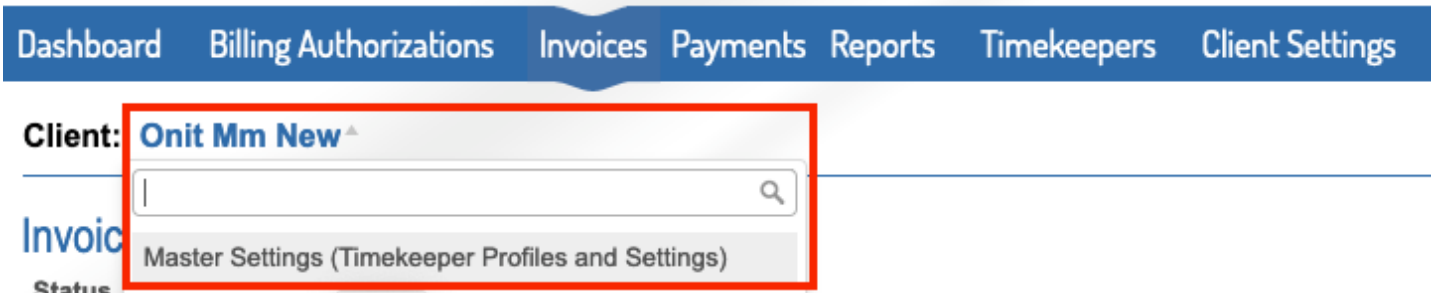 Dashboard Billing Authorizations Invoices Payments Reports Timekeepers Client Settings
Client: Onit Mm New
Invoic
Master Settings (Timekeeper Profiles and Settings)
Status